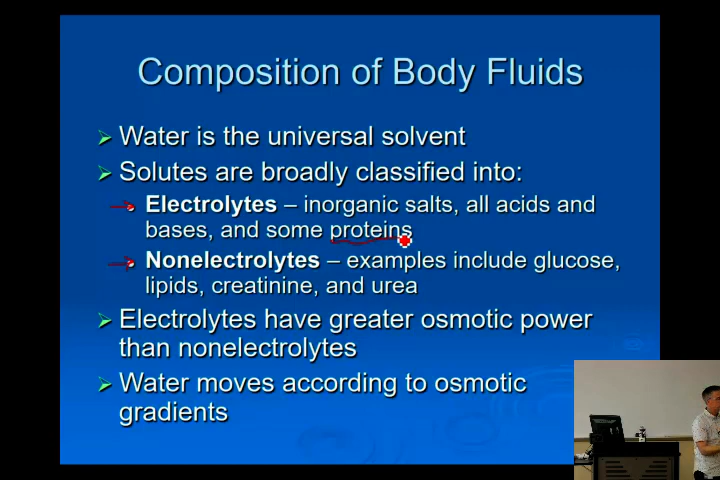 Composition of Body Fluids
Water is the universal solvent
Solutes are broadly classified into:
Electrolytes – inorganic salts, all acids and
bases, and some proteins
Nonelectrolytes – examples include glucose,
lipids, creatinine, and urea
Electrolytes have greater osmotic power
than nonelectrolytes
Water moves according to osmotic
gradients